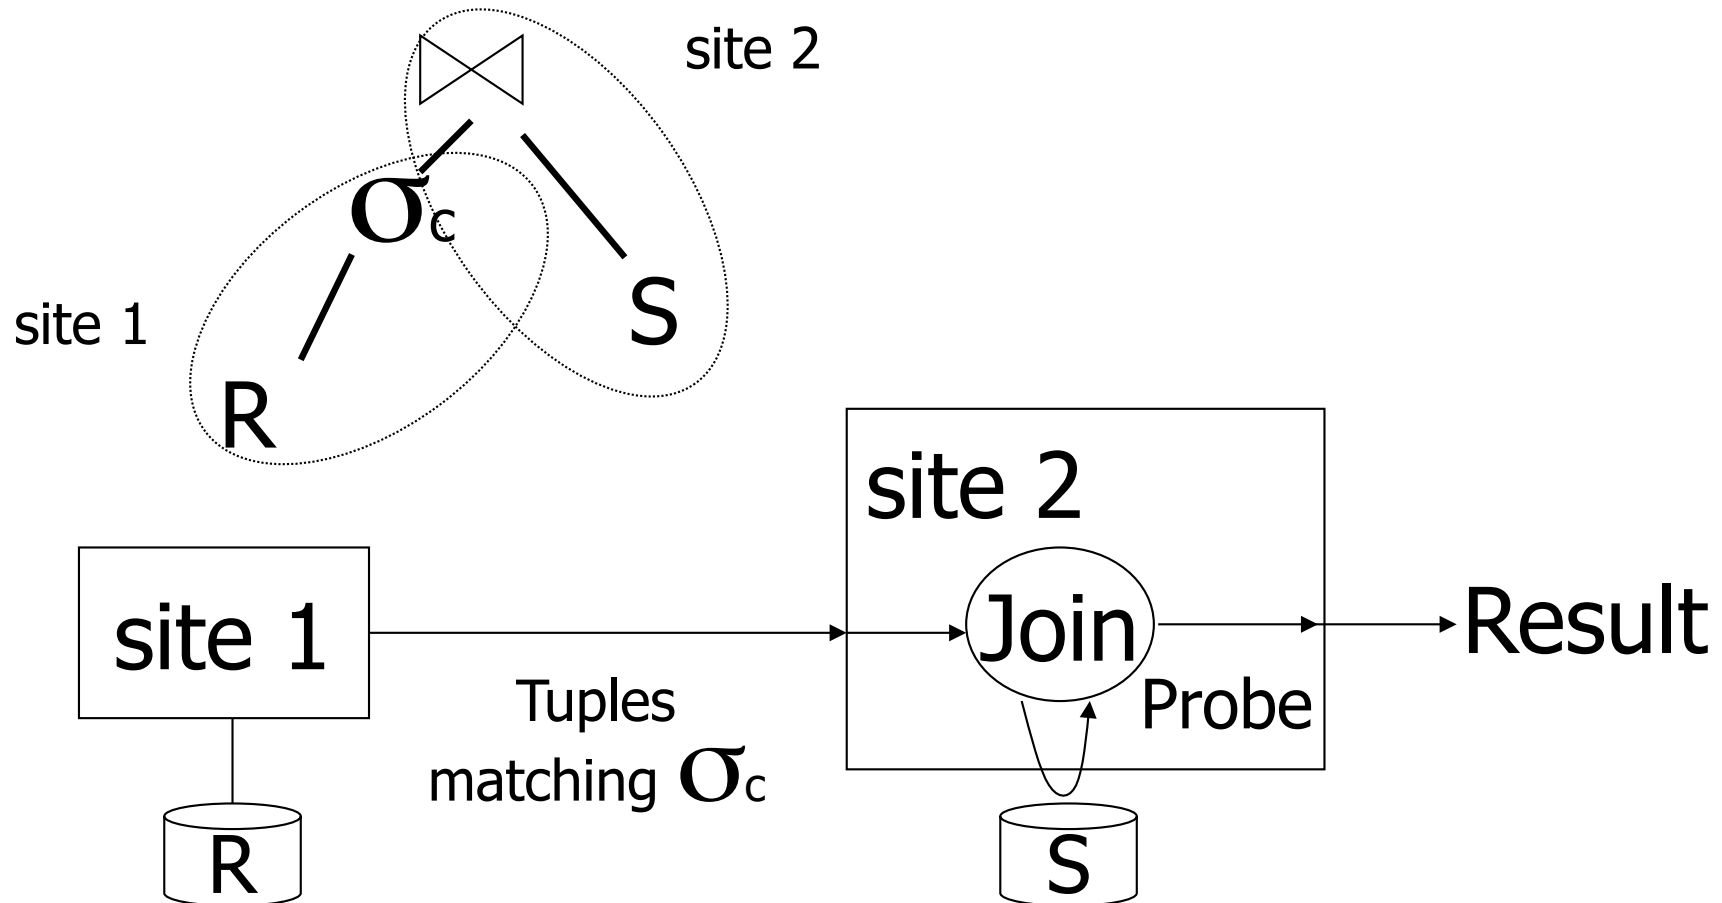 site 2
σc
S
site 1
R
site 2
site 1
Join
Result
Tuples
matching σc
Probe
R
S